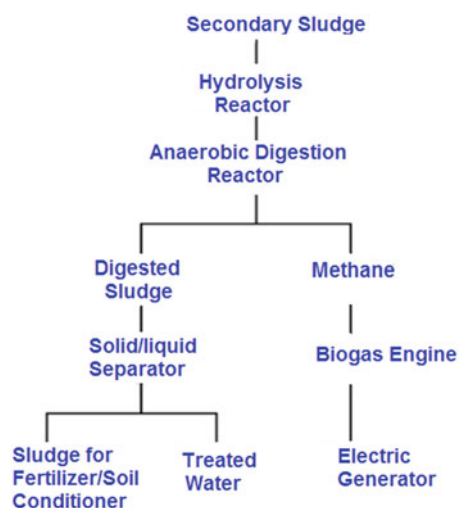 Secondary Sludge
Hydrolysis
Reactor
Anaerobic Digestion
Reactor
Digested
Sludge
Methane
Solid/liquid
Separator
Biogas Engine
Sludge for
Fertilizer/Soil
Conditioner
Treated
Water
Electric
Generator